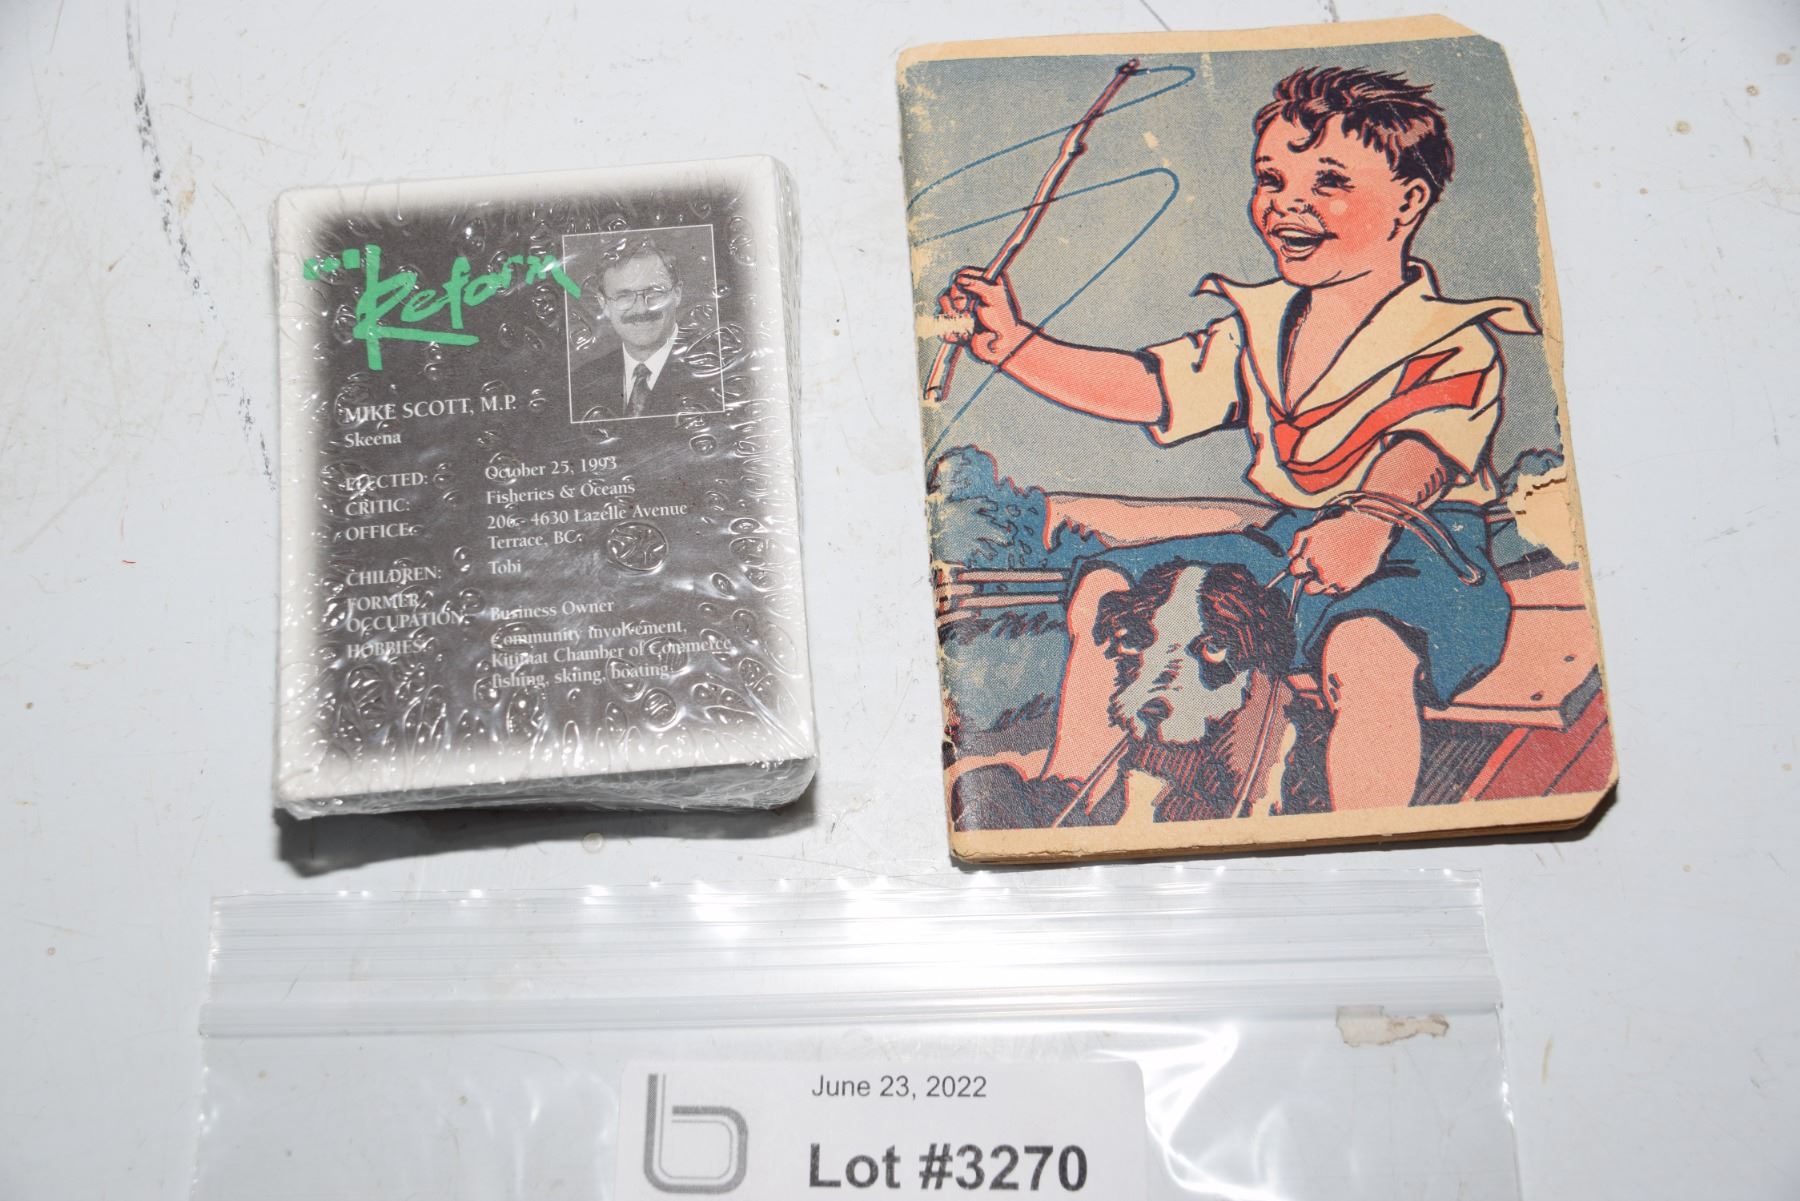 Reform
MIKE SCOTT, M.P.
Skeena
ELECTED: October 25, 1993
CRITIC: Fisheries & Oceans
OFFICE: 206 - 4630 Lazelle Avenue
Terrace, BC
CHILDREN: Tobi
FORMER
OCCUPATION: Business Owner
HOBBIES: Community involvement,
Kitimat Chamber of Commerce
fishing, skiing, boating
June 23, 2022
b
Lot #3270